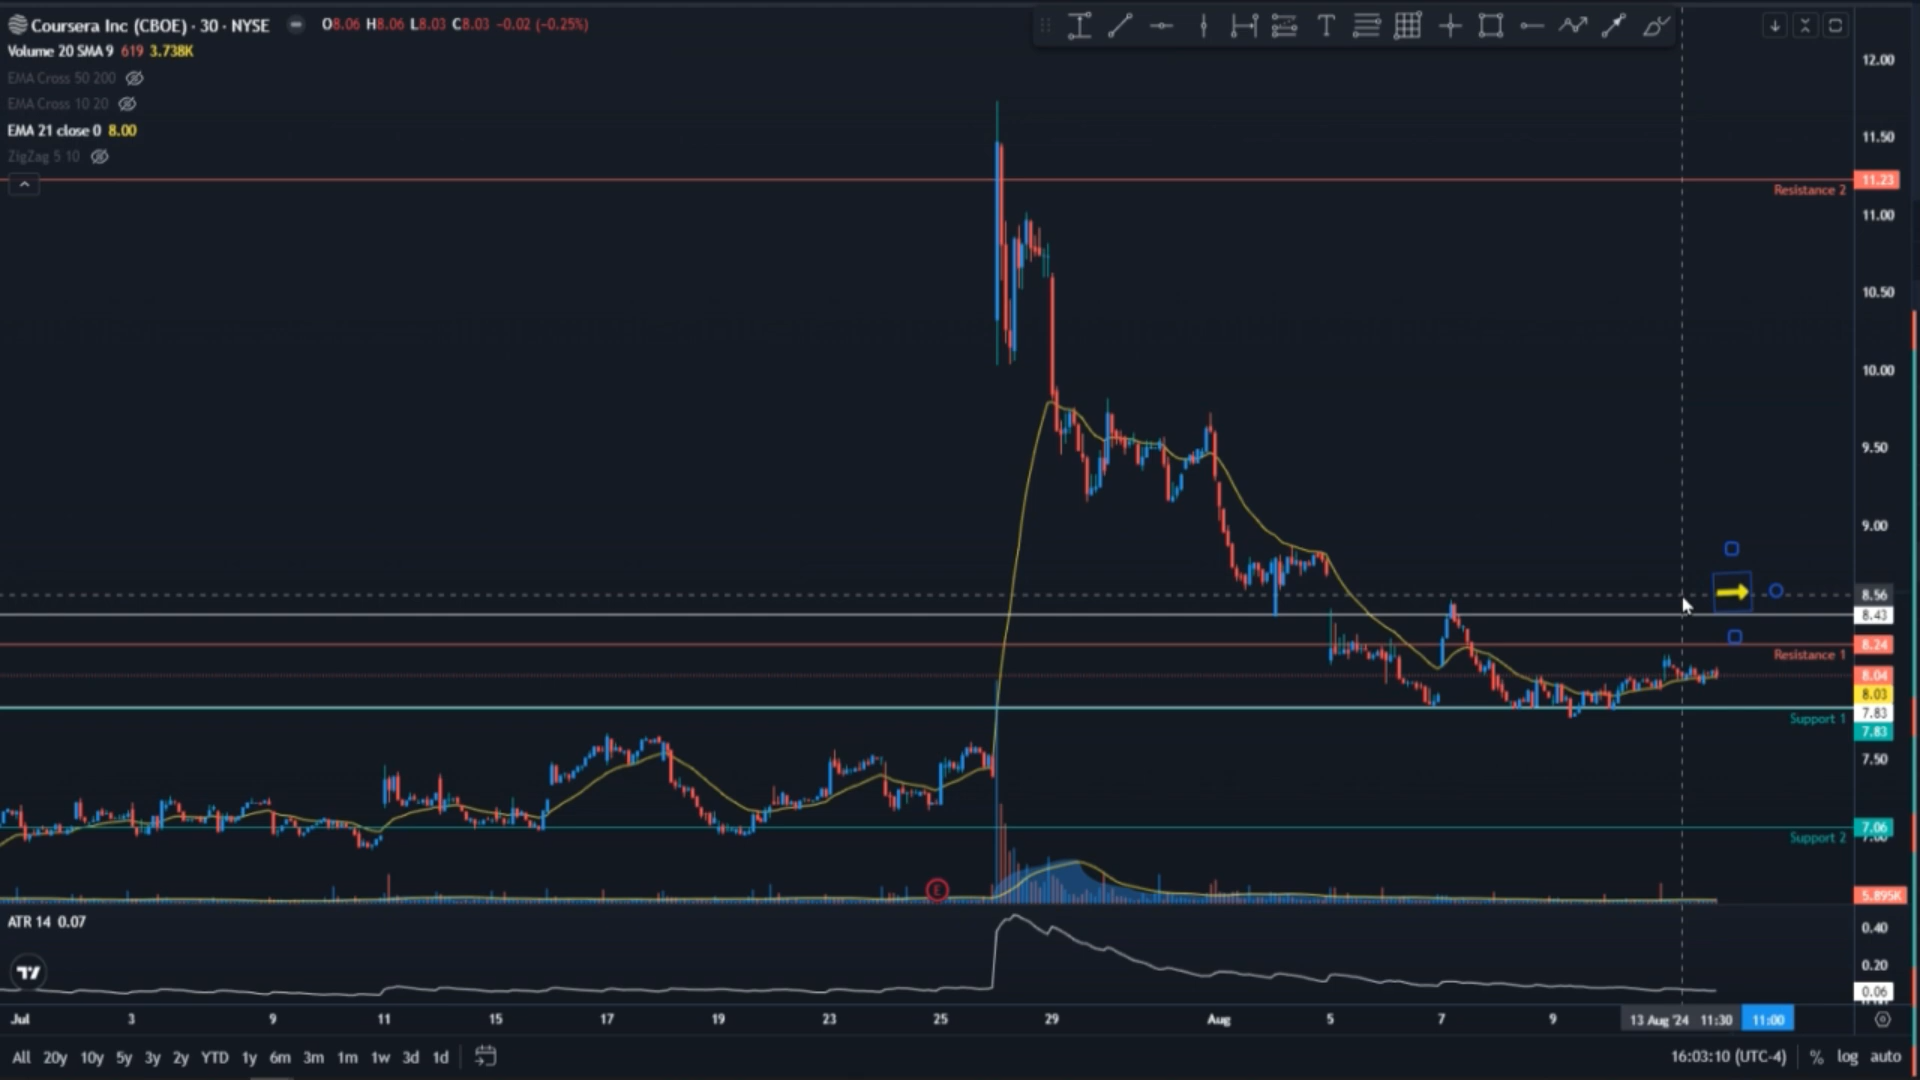 Coursera Inc (CBOE) · 30 · NYSE O8.06 H8.06 L8.03 C8.03 −0.02 (−0.25%)
Volume 20 SMA 9 619 3.738K
EMA Cross 50 200
EMA Cross 10 20
EMA 21 close 0 8.00
ZigZag 5 10
12.00
11.50
11.23
Resistance 2
11.00
10.50
10.00
9.50
9.00
8.56
8.43
8.24
Resistance 1
8.04
8.03
7.83
Support 1
7.83
7.50
7.06
Support 2
7.00
E
5.895K
ATR 14 0.07
0.40
0.20
0.06
Jul 3 9 11 15 17 19 23 25 29 Aug 5 7 9 13 Aug '24 11:30 11:00
All 20y 10y 5y 3y 2y YTD 1y 6m 3m 1m 1w 3d 1d 16:03:10 (UTC-4) % log auto